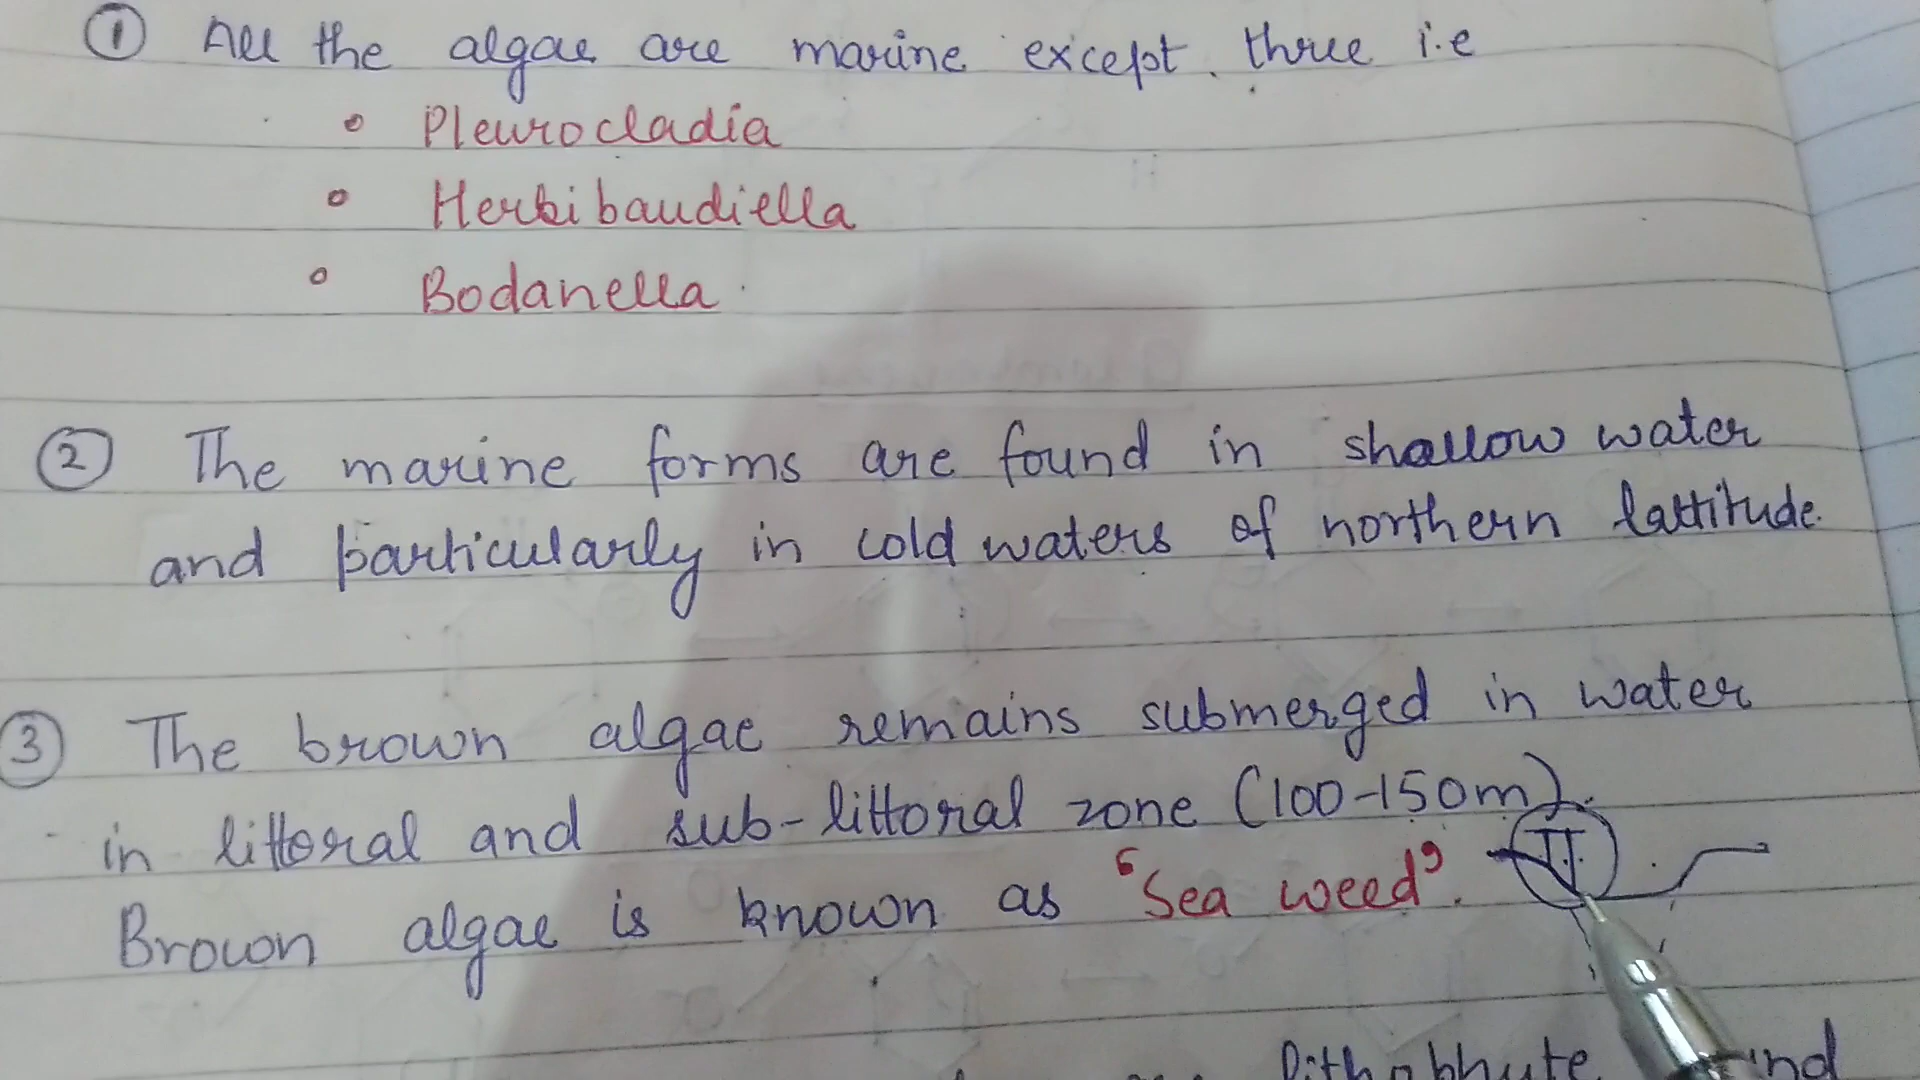 ① All the algae are marine except three i.e
• Pleurocladia
• Herbibaudiella
• Bodanella
② The marine forms are found in shallow water
and particularly in cold waters of northern lattitude.
③ The brown algae remains submerged in water
in littoral and sub-littoral zone (100-150m).
Brown algae is known as 'Sea weed'.